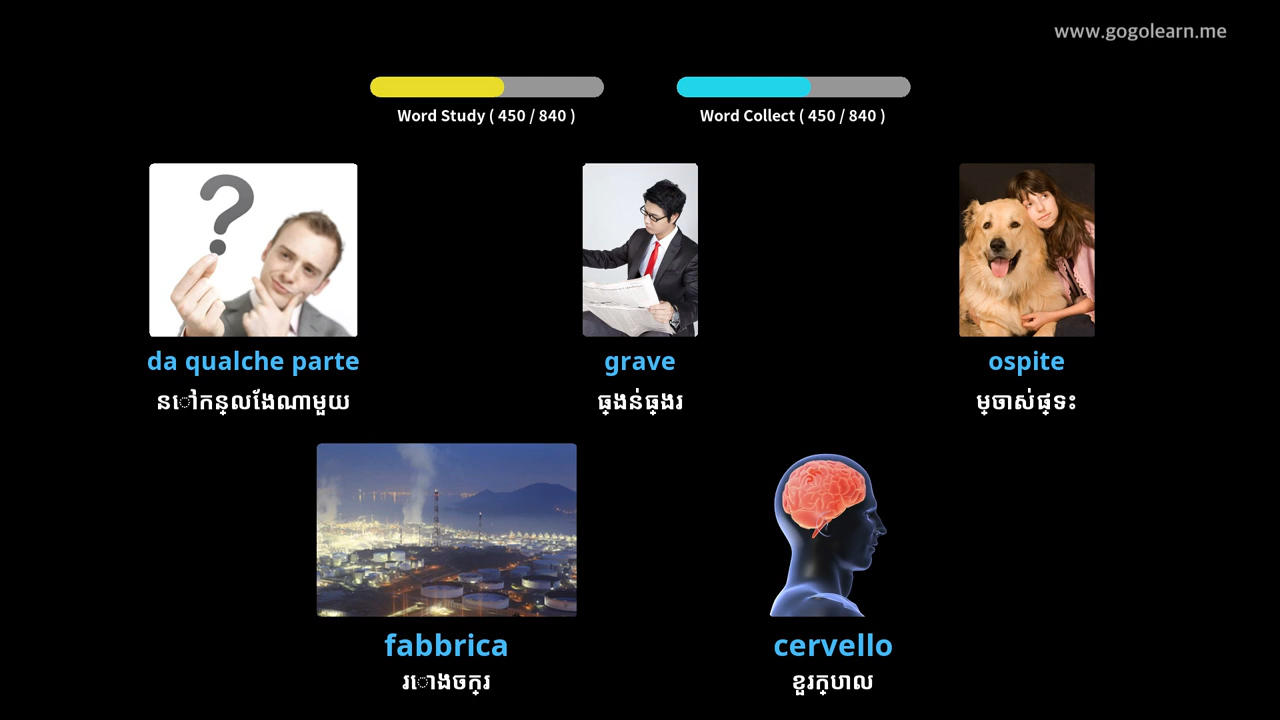 www.gogolearn.me
Word Study ( 450 / 840 )
Word Collect ( 450 / 840 )
da qualche parte
grave
ospite
នៅកន្លងែណាមួយ
ធ្ងន់ធ្ងរ
ម្ចាស់ផ្ទះ
fabbrica
cervello
រោងចក្រ
ខួរក្បាល